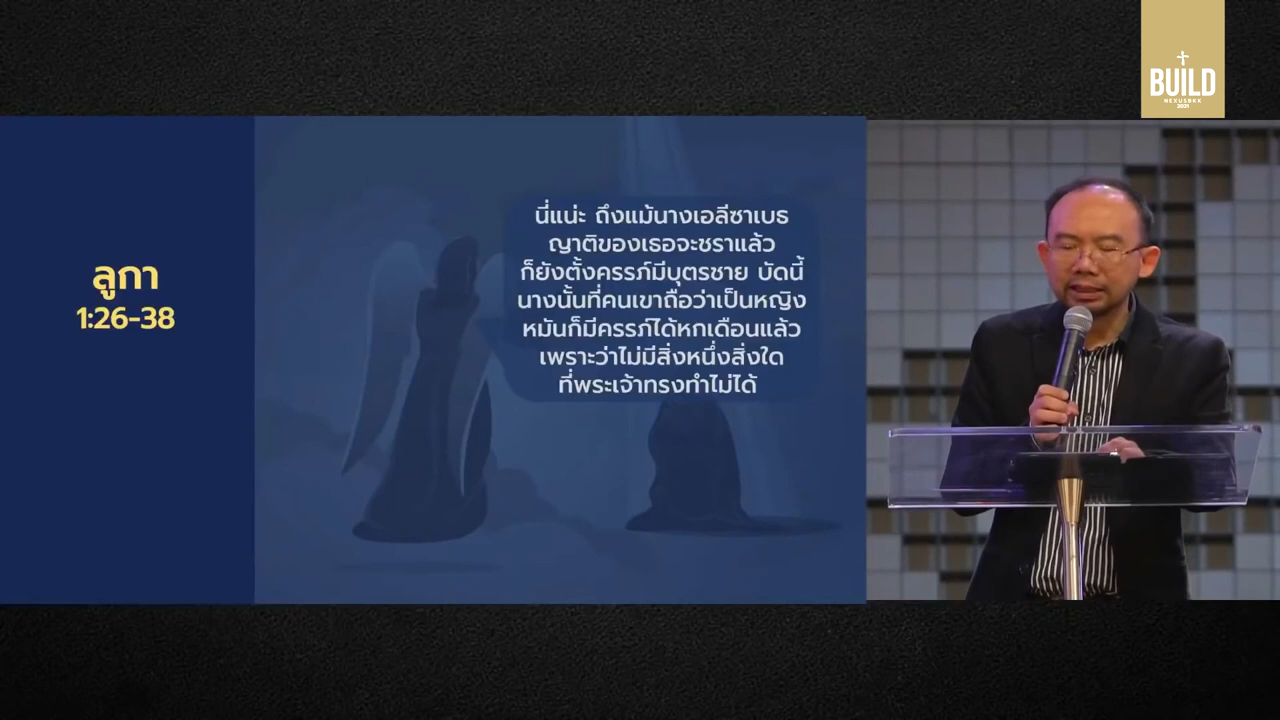 BUILD
NEXUSBKK
2021
ลูกา
1:26-38
นี่แน่ะ ถึงแม้นางเอลีซาเบธ
ญาติของเธอจะชราแล้ว
ก็ยังตั้งครรภ์มีบุตรชาย บัดนี้
นางนั้นที่คนเขาถือว่าเป็นหญิง
หมันก็มีครรภ์ได้หกเดือนแล้ว
เพราะว่าไม่มีสิ่งหนึ่งสิ่งใด
ที่พระเจ้าทรงทำไม่ได้